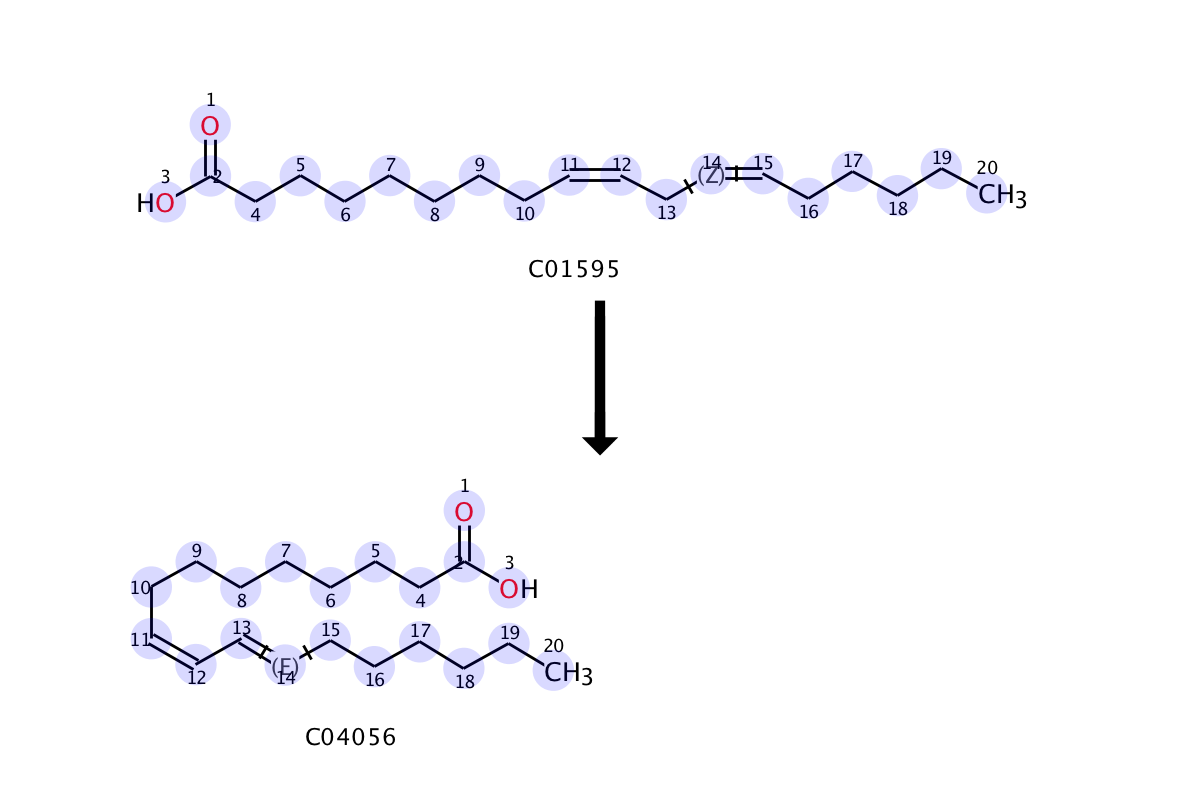 1
O
3 2 5 7 9 11 12 14 15 17 19 20
HO (Z) CH3
4 6 8 10 13 16 18
C01595
1
O
9 7 5 2 3
10 OH
8 6 4
11 13 15 17 19 20
(E) CH3
12 14 16 18
C04056